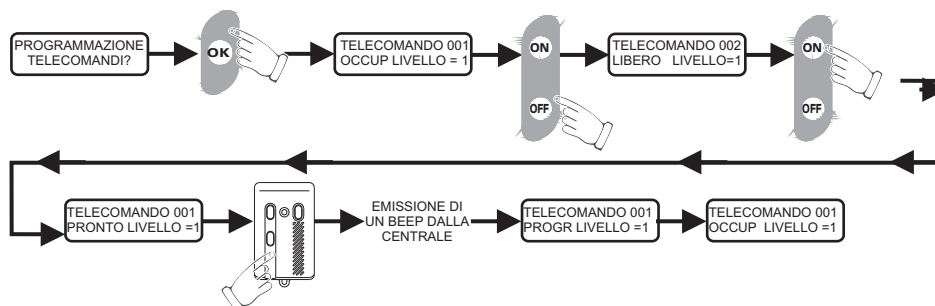 PROGRAMMAZIONE
TELECOMANDI?
OK
TELECOMANDO 001
OCCUP LIVELLO = 1
ON
OFF
TELECOMANDO 002
LIBERO LIVELLO=1
ON
OFF
TELECOMANDO 001
PRONTO LIVELLO =1
EMISSIONE DI
UN BEEP DALLA
CENTRALE
TELECOMANDO 001
PROGR LIVELLO =1
TELECOMANDO 001
OCCUP LIVELLO =1